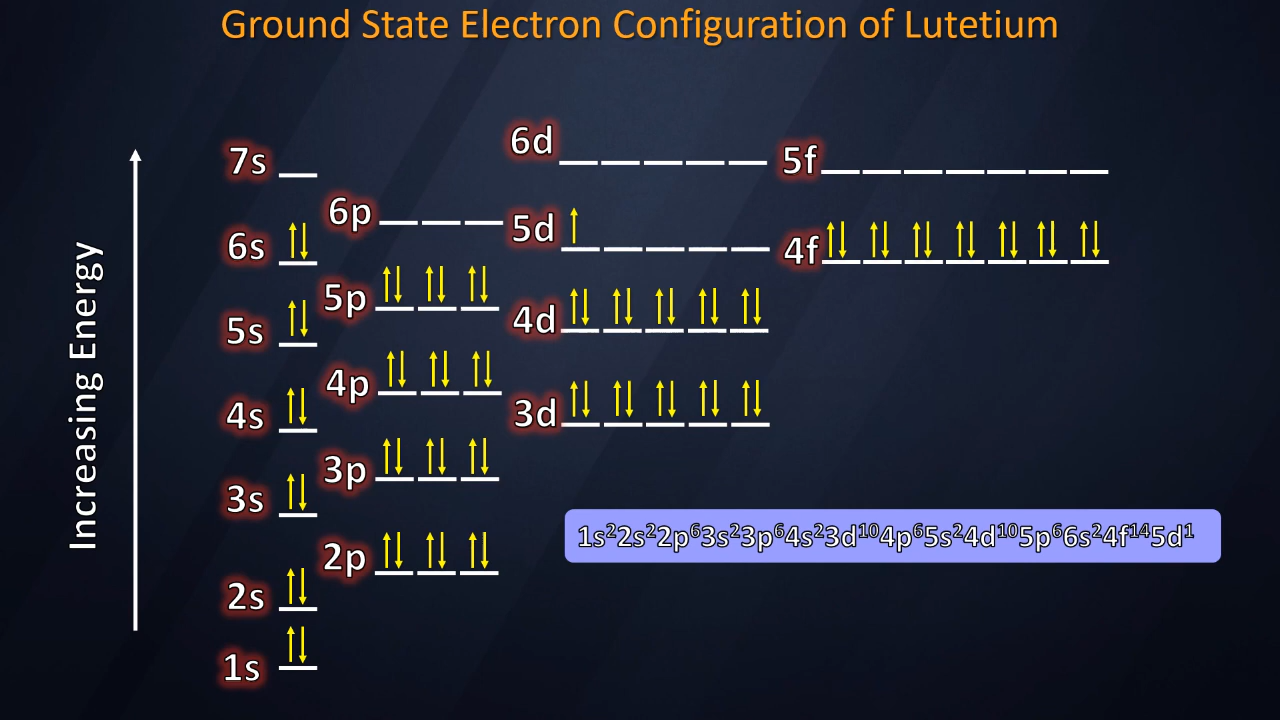 Ground State Electron Configuration of Lutetium
6d
7s
5f
6p
5d
6s
4f
5p
4d
5s
4p
3d
4s
3p
3s
1s²2s²2p⁶3s²3p⁶4s²3d¹⁰4p⁶5s²4d¹⁰5p⁶6s²4f¹⁴5d¹
2p
2s
1s
Increasing Energy